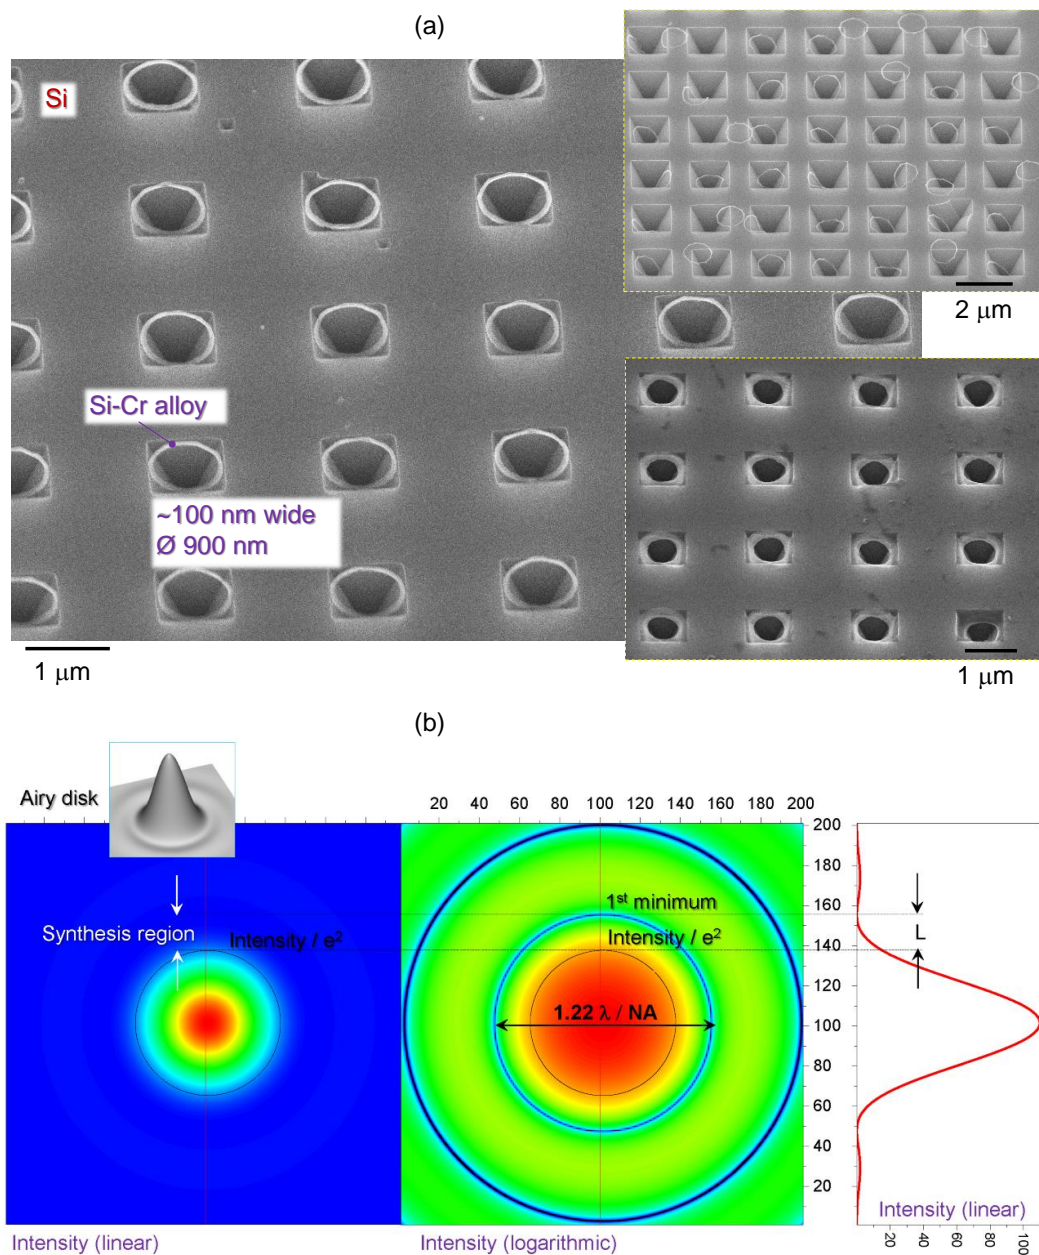 (a)
Si
2 μm
Si-Cr alloy
~100 nm wide
Ø 900 nm
1 μm
1 μm
(b)
Airy disk
20 40 60 80 100 120 140 160 180 200
200
180
160
140
120
100
80
60
40
20
1st minimum
Synthesis region
Intensity / e2
Intensity / e2
L
1.22 λ / NA
Intensity (linear)
Intensity (logarithmic)
Intensity (linear)
20 40 60 80 100